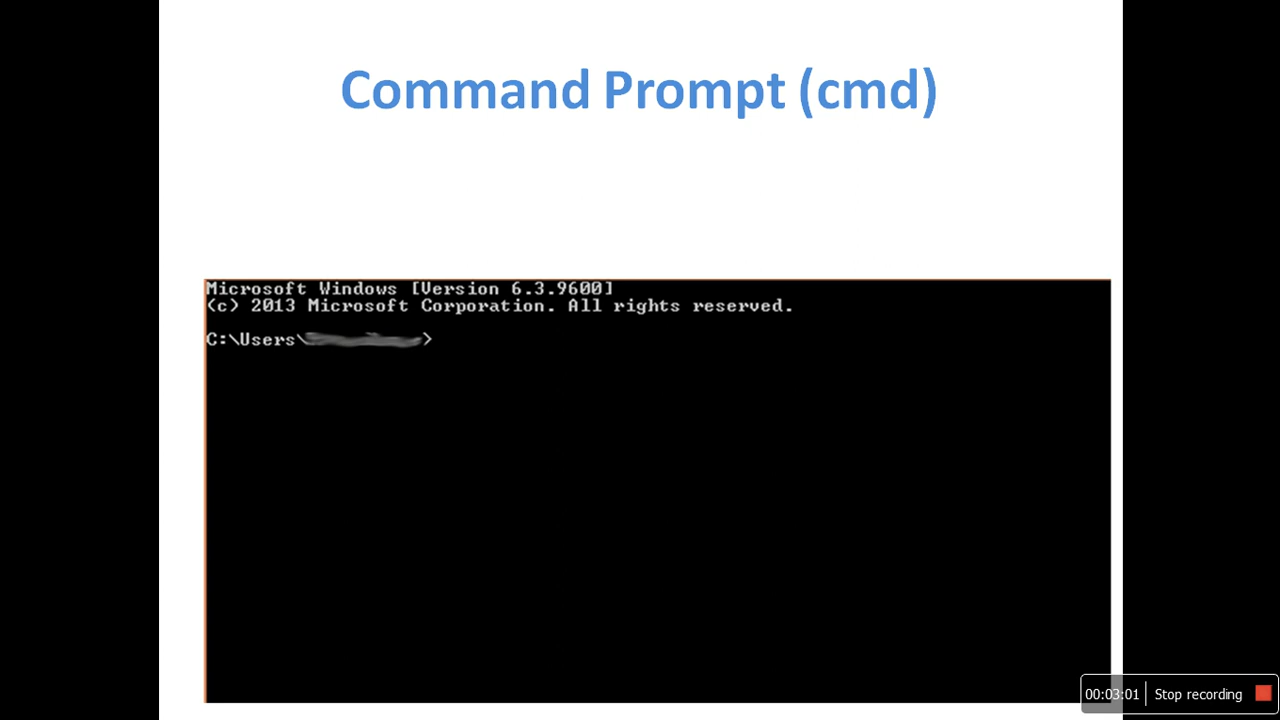 Command Prompt (cmd)
Microsoft Windows [Version 6.3.9600]
(c) 2013 Microsoft Corporation. All rights reserved.
C:\Users\ >
00:03:01 Stop recording